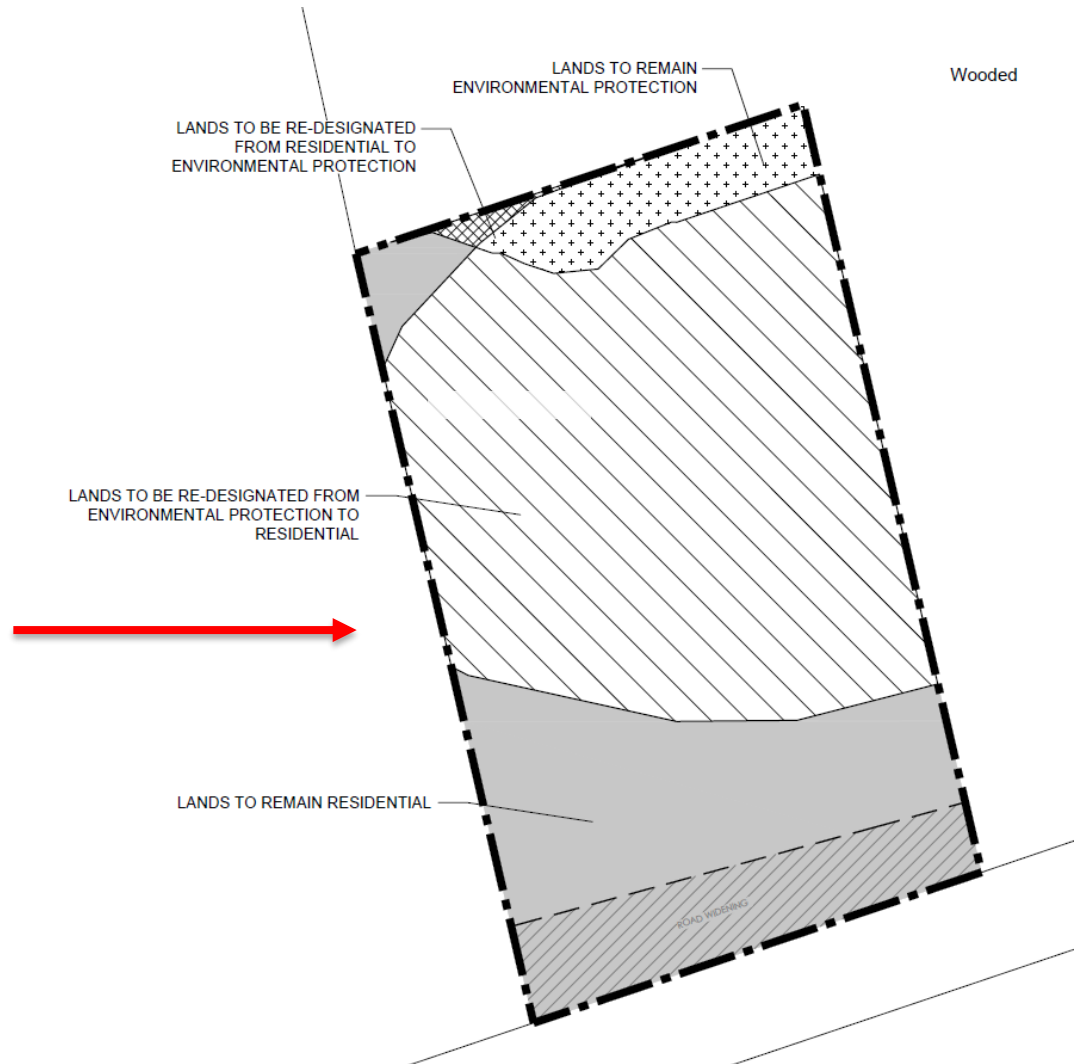 LANDS TO REMAIN
ENVIRONMENTAL PROTECTION
Wooded
LANDS TO BE RE-DESIGNATED
FROM RESIDENTIAL TO
ENVIRONMENTAL PROTECTION
LANDS TO BE RE-DESIGNATED FROM
ENVIRONMENTAL PROTECTION TO
RESIDENTIAL
LANDS TO REMAIN RESIDENTIAL
ROAD WIDENING